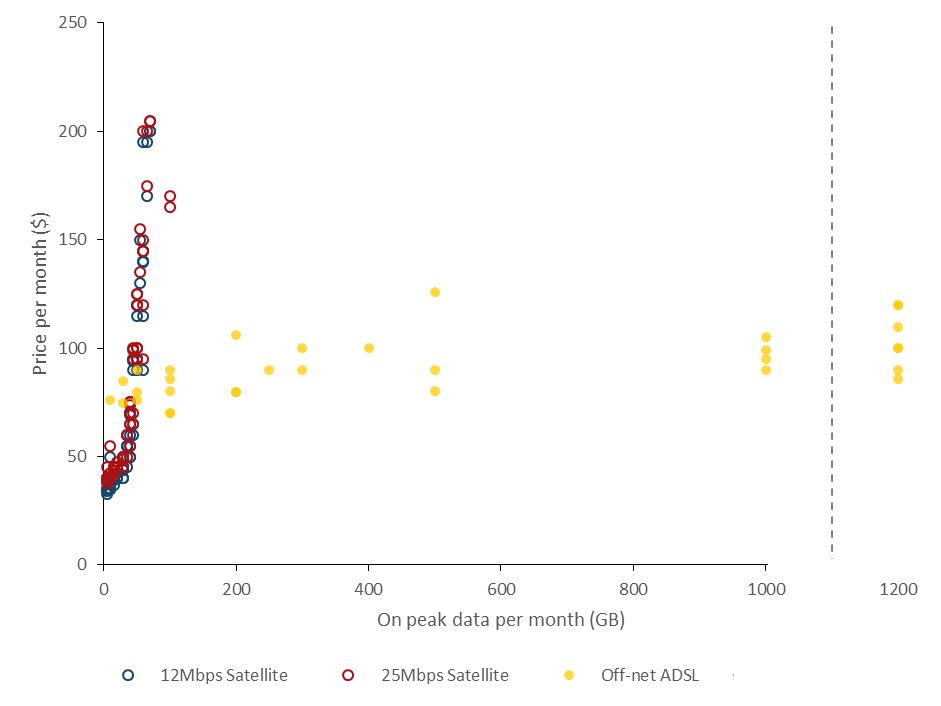 250
200
150
100
50
0
Price per month ($)
0 200 400 600 800 1000 1200
On peak data per month (GB)
12Mbps Satellite 25Mbps Satellite Off-net ADSL